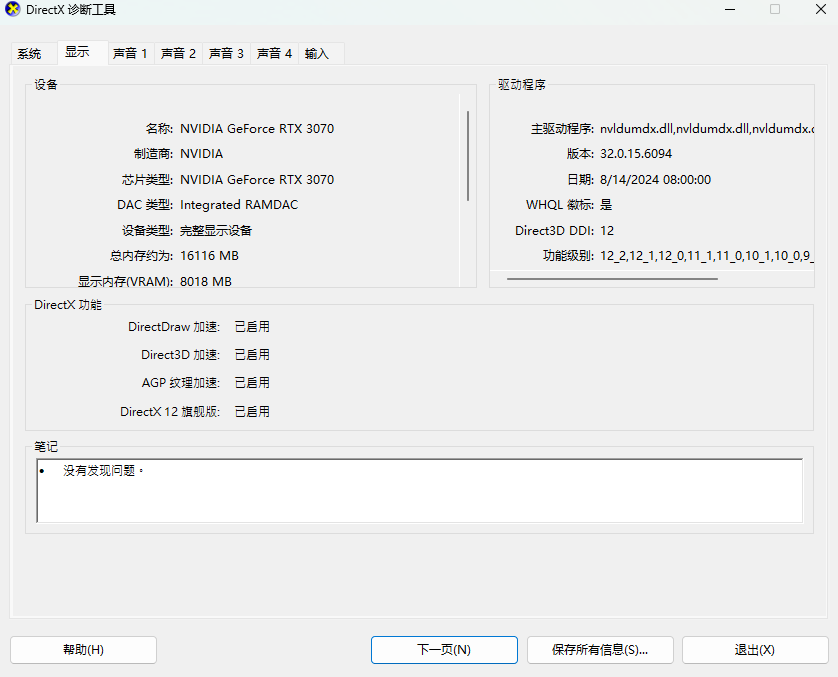 DirectX 诊断工具
系统 显示 声音 1 声音 2 声音 3 声音 4 输入
设备
名称: NVIDIA GeForce RTX 3070
制造商: NVIDIA
芯片类型: NVIDIA GeForce RTX 3070
DAC 类型: Integrated RAMDAC
设备类型: 完整显示设备
总内存约为: 16116 MB
显示内存(VRAM): 8018 MB
驱动程序
主驱动程序: nvldumdx.dll,nvldumdx.dll,nvldumdx.
版本: 32.0.15.6094
日期: 8/14/2024 08:00:00
WHQL 徽标: 是
Direct3D DDI: 12
功能级别: 12_2,12_1,12_0,11_1,11_0,10_1,10_0,9_
DirectX 功能
DirectDraw 加速: 已启用
Direct3D 加速: 已启用
AGP 纹理加速: 已启用
DirectX 12 旗舰版: 已启用
笔记
• 没有发现问题。
帮助(H) 下一页(N) 保存所有信息(S)... 退出(X)